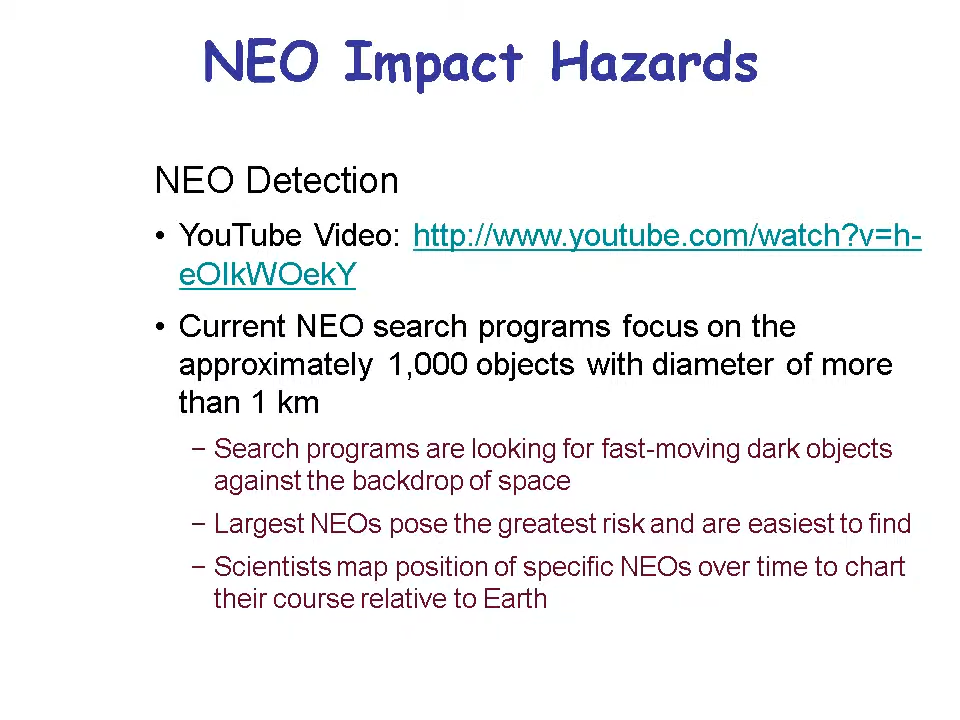 NEO Impact Hazards
NEO Detection
• YouTube Video: http://www.youtube.com/watch?v=h-
eOIkWOekY
• Current NEO search programs focus on the
approximately 1,000 objects with diameter of more
than 1 km
− Search programs are looking for fast-moving dark objects
against the backdrop of space
− Largest NEOs pose the greatest risk and are easiest to find
− Scientists map position of specific NEOs over time to chart
their course relative to Earth